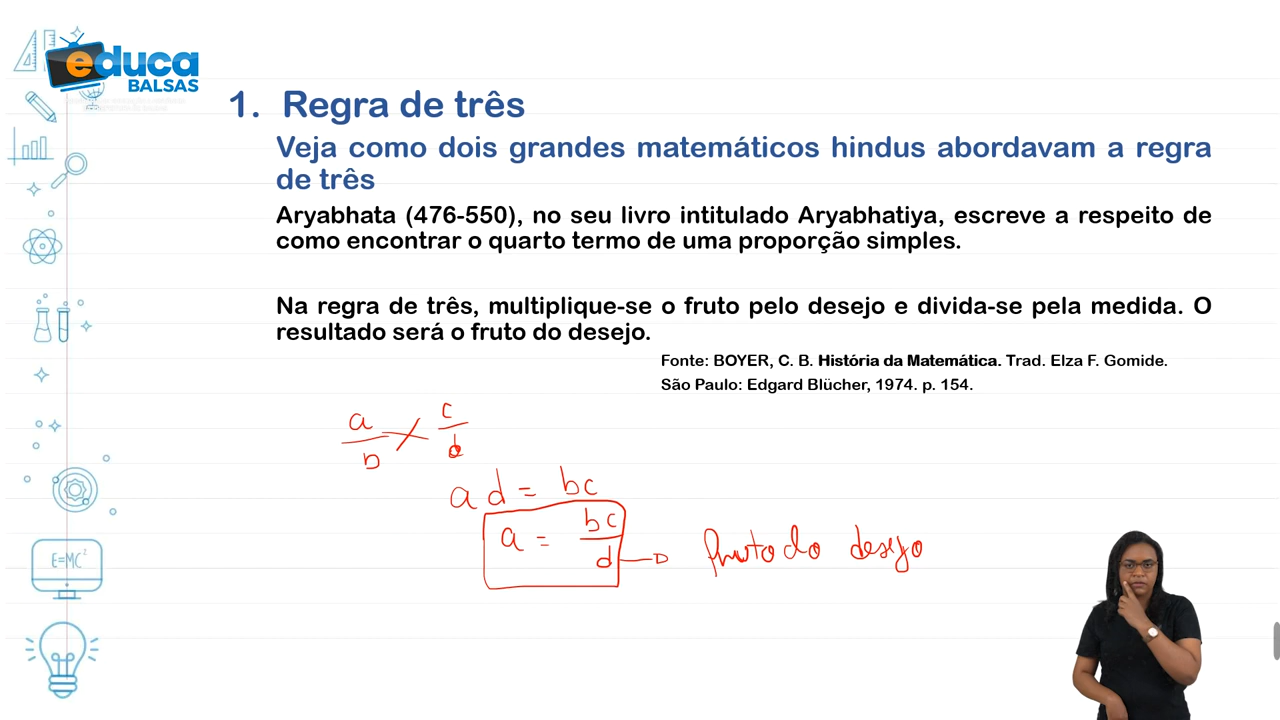 educa
BALSAS
1. Regra de três
Veja como dois grandes matemáticos hindus abordavam a regra
de três
Aryabhata (476-550), no seu livro intitulado Aryabhatiya, escreve a respeito de
como encontrar o quarto termo de uma proporção simples.
Na regra de três, multiplique-se o fruto pelo desejo e divida-se pela medida. O
resultado será o fruto do desejo.
Fonte: BOYER, C. B. História da Matemática. Trad. Elza F. Gomide.
São Paulo: Edgard Blücher, 1974. p. 154.
a c
b d
a d = bc
a = bc
d
fruto do desejo
E=MC²